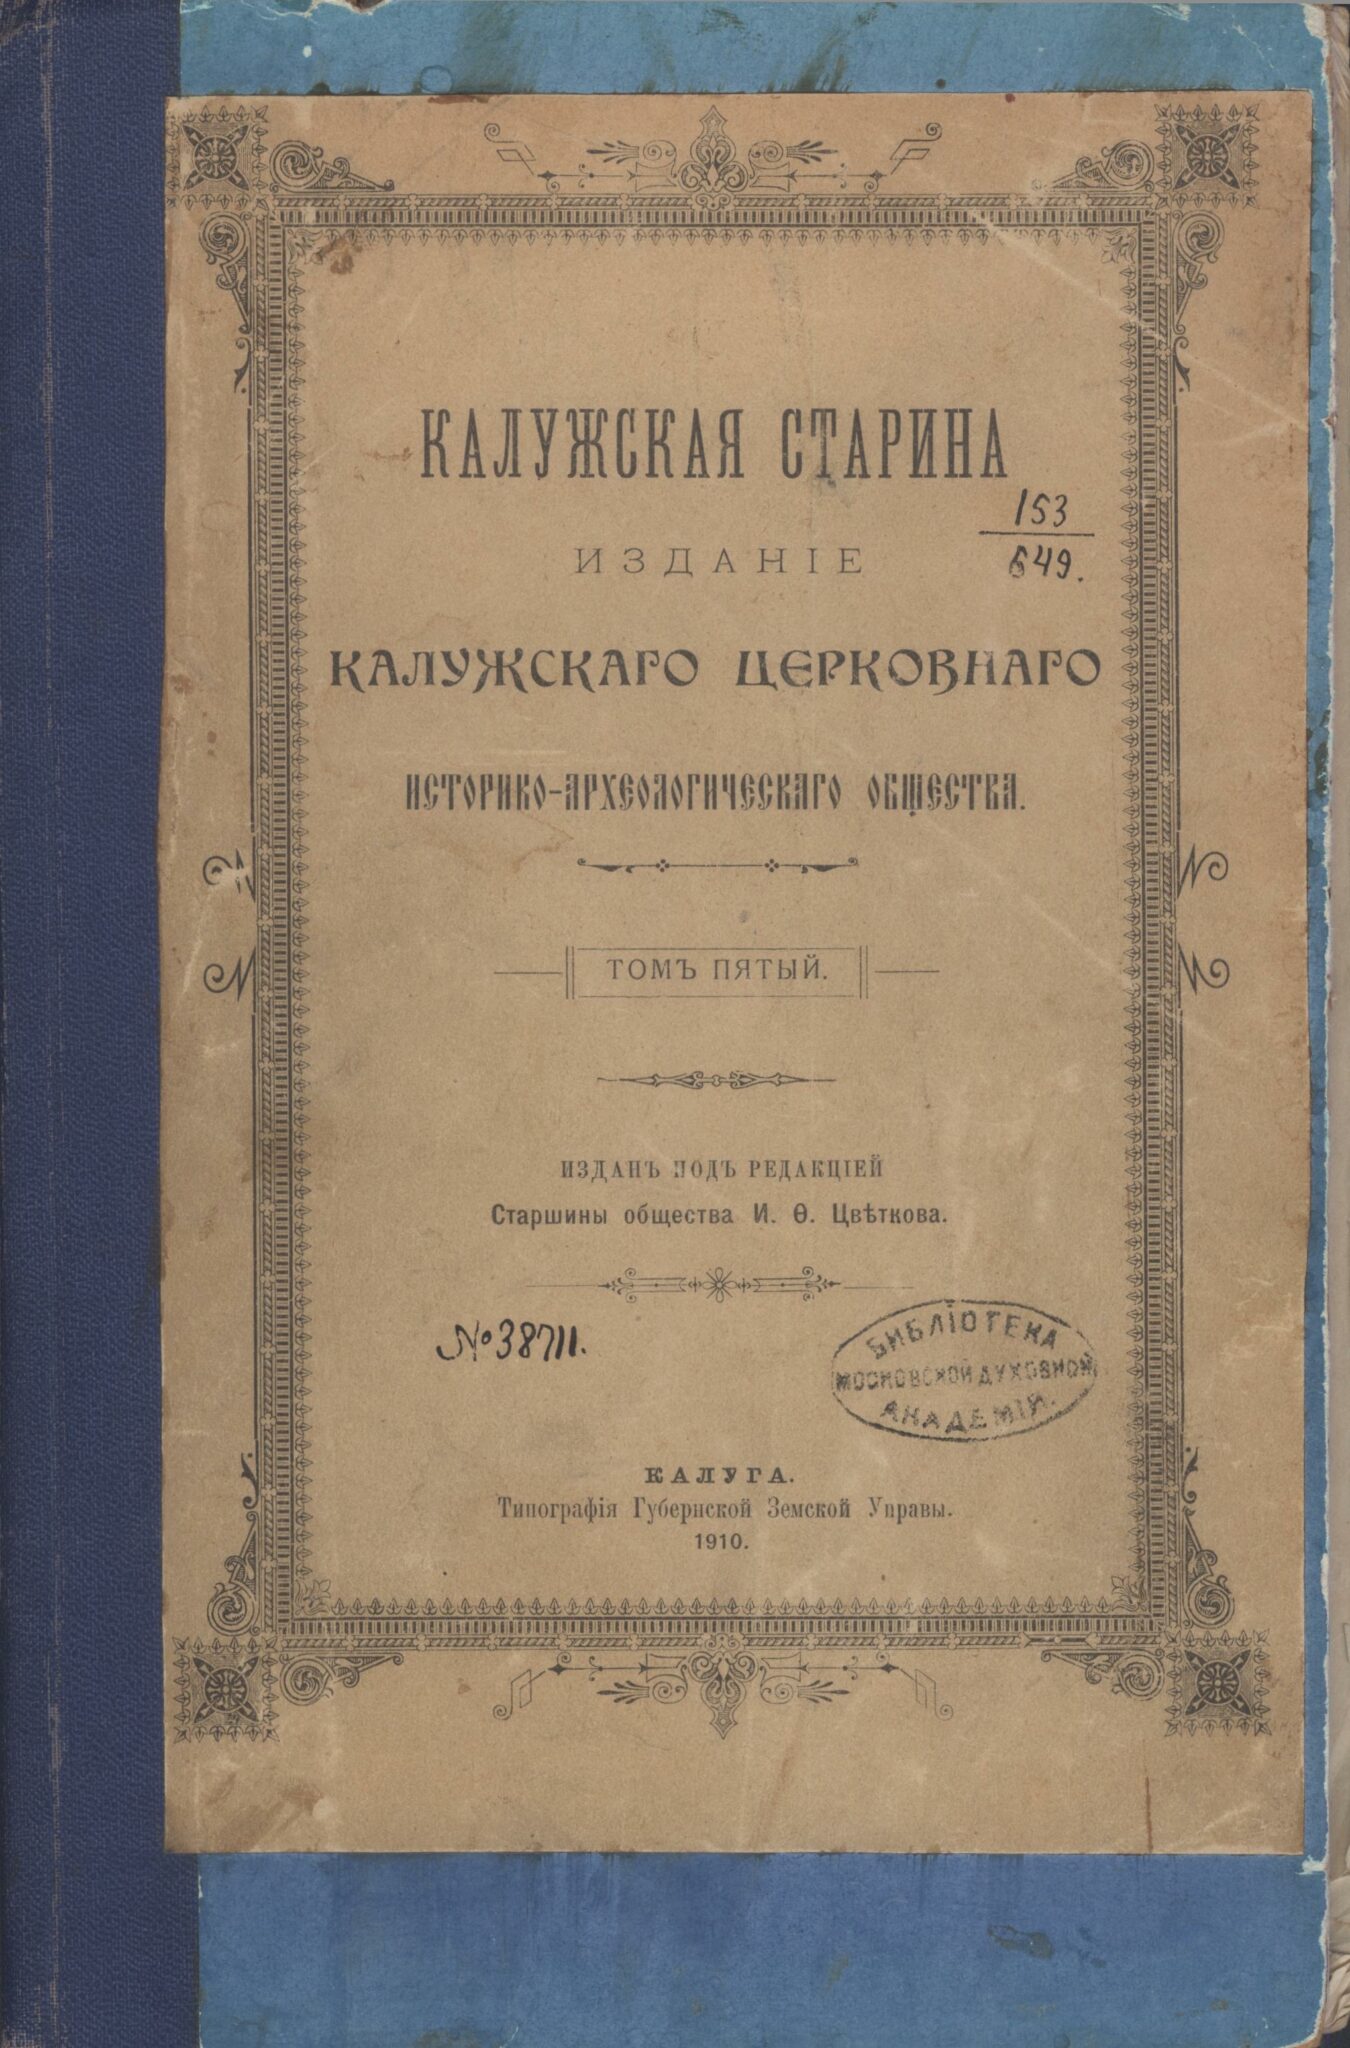 КАЛУЖСКАЯ СТАРИНА
153
649.
ИЗДАНІЕ
КАЛУЖСКАГО ЦЕРКОВНАГО
ИСТОРИКО-АРХЕОЛОГИЧЕСКАГО ОБЩЕСТВА.
ТОМЪ ПЯТЫЙ.
ИЗДАНЪ ПОДЪ РЕДАКЦІЕЙ
Старшины общества И. Ѳ. Цвѣткова.
№38711.
БИБЛІОТЕКА
МОСКОВСКОЙ ДУХОВНОЙ
АКАДЕМІИ.
КАЛУГА.
Типографія Губернской Земской Управы.
1910.